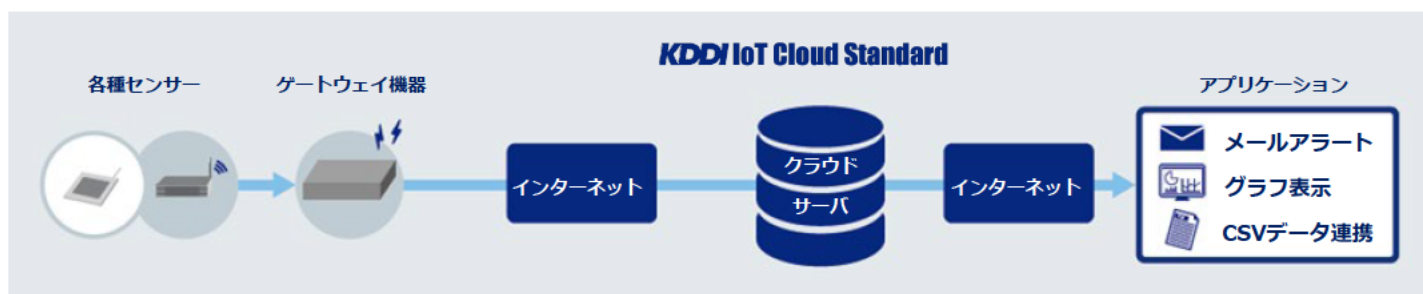 KDDI IoT Cloud Standard
各種センサー
ゲートウェイ機器
アプリケーション
インターネット
クラウド
サーバ
インターネット
メールアラート
グラフ表示
CSVデータ連携